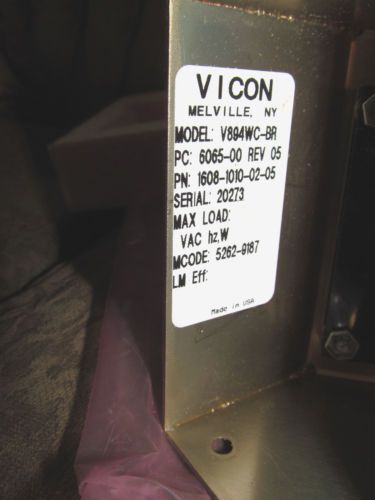 VICON
MELVILLE, NY
MODEL: V804WC-BR
PC: 6065-00 REV 05
PN: 1608-1010-02-05
SERIAL: 20273
MAX LOAD:
VAC hz,W
MCODE: 5262-9187
LM Eff:
Made in USA